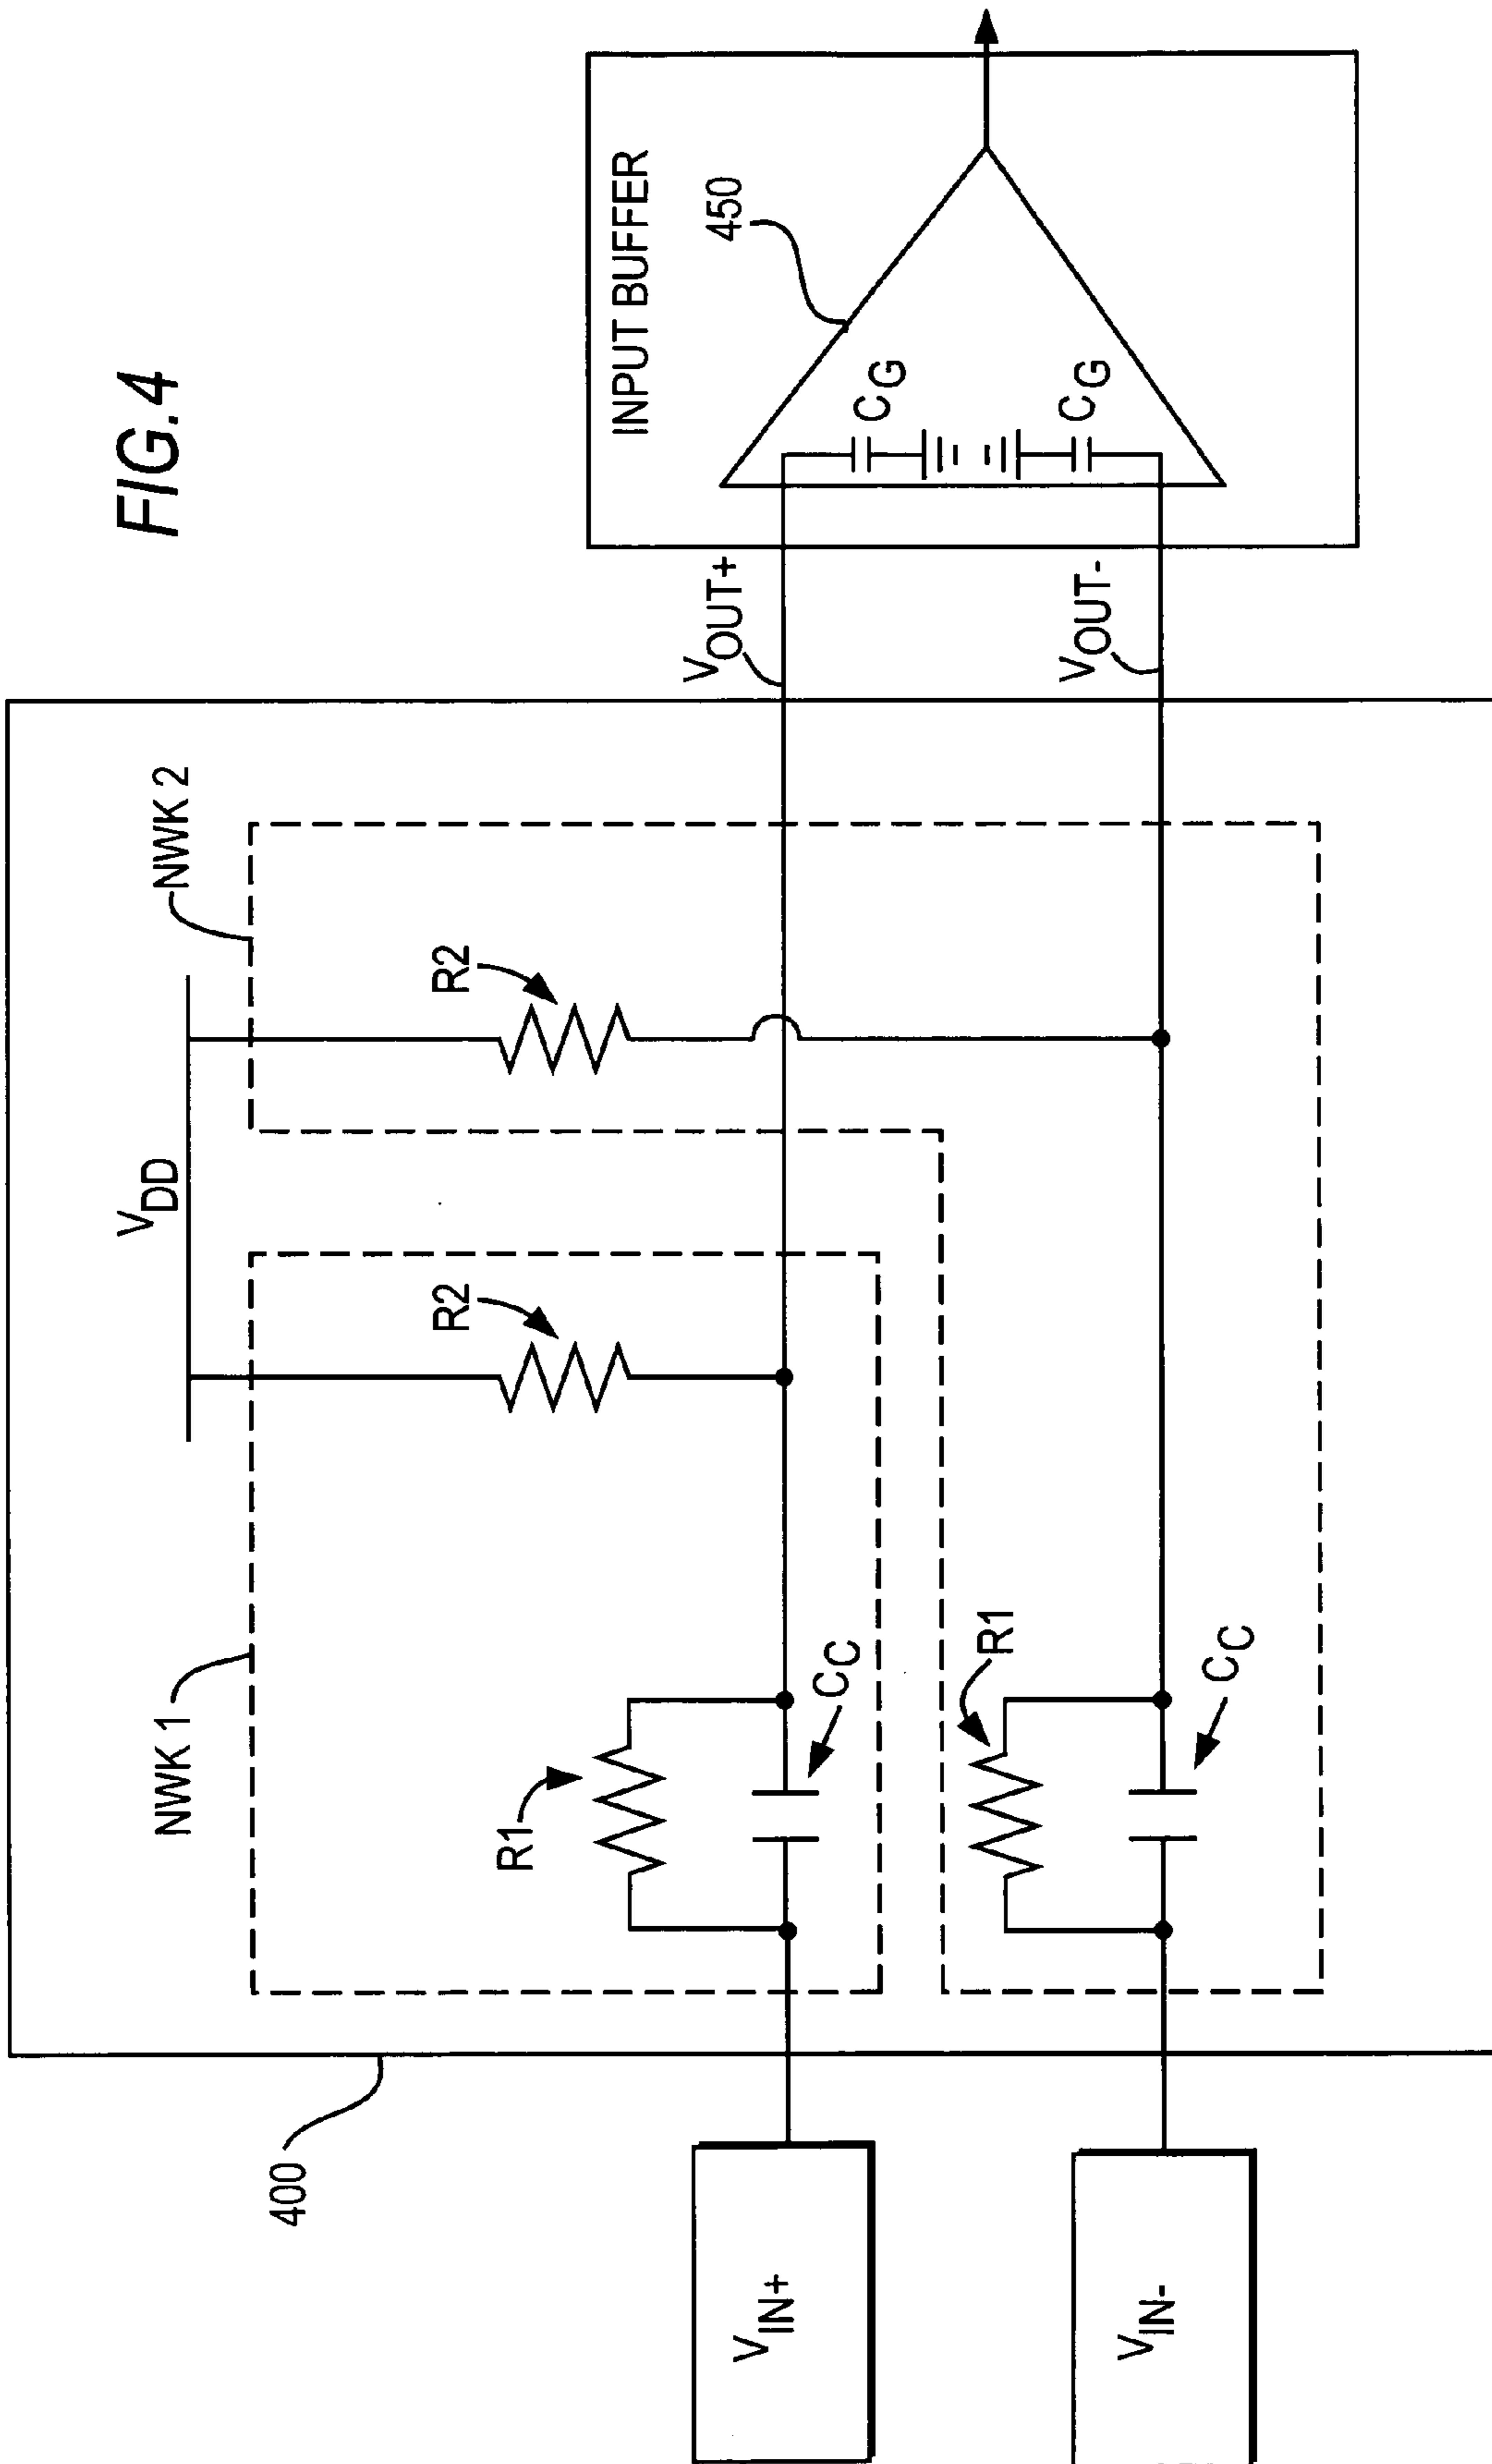 FIG.4
400
NWK 1
V_DD
NWK 2
R2
R2
R1
C_C
R1
C_C
V_IN+
V_IN-
V_OUT+
V_OUT-
INPUT BUFFER
450
C_G
C_G